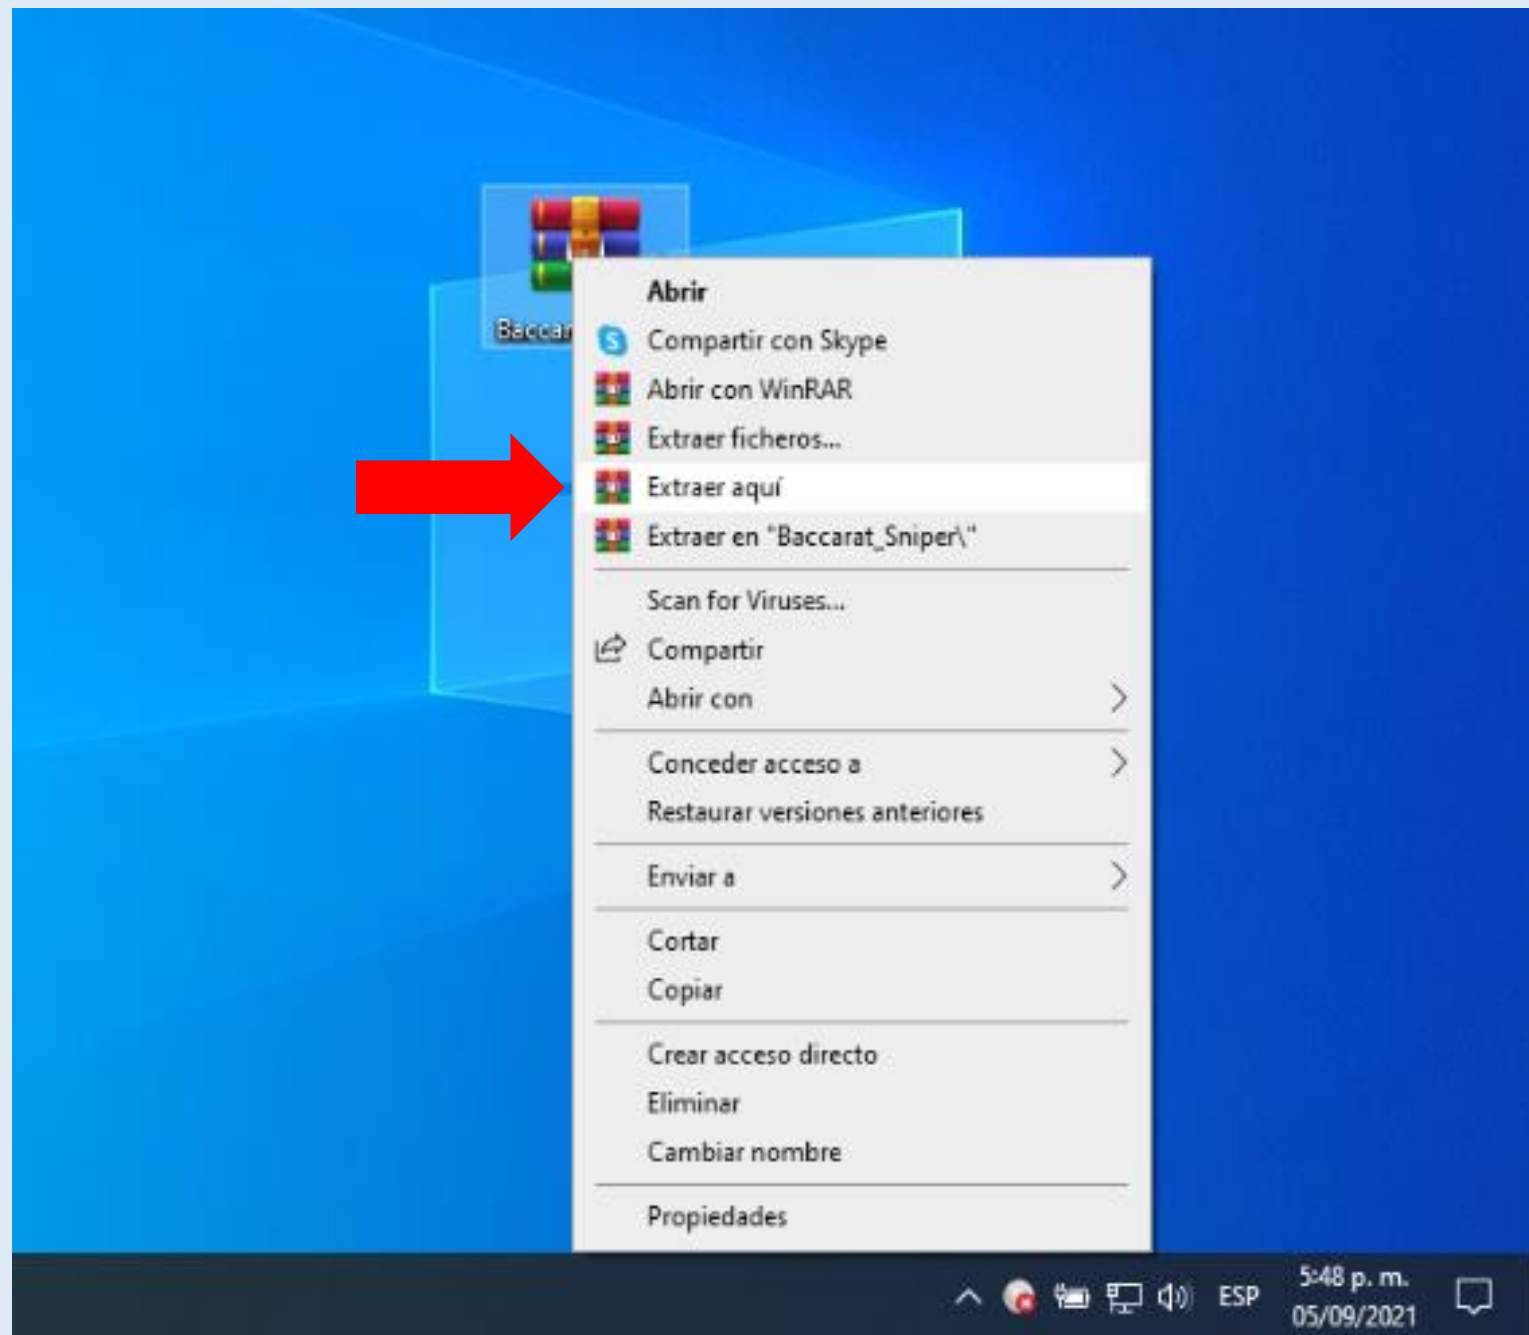 Abrir
Compartir con Skype
Abrir con WinRAR
Extraer ficheros...
Extraer aquí
Extraer en "Baccarat_Sniper\"
Scan for Viruses...
Compartir
Abrir con
Conceder acceso a
Restaurar versiones anteriores
Enviar a
Cortar
Copiar
Crear acceso directo
Eliminar
Cambiar nombre
Propiedades
ESP
5:48 p. m.
05/09/2021